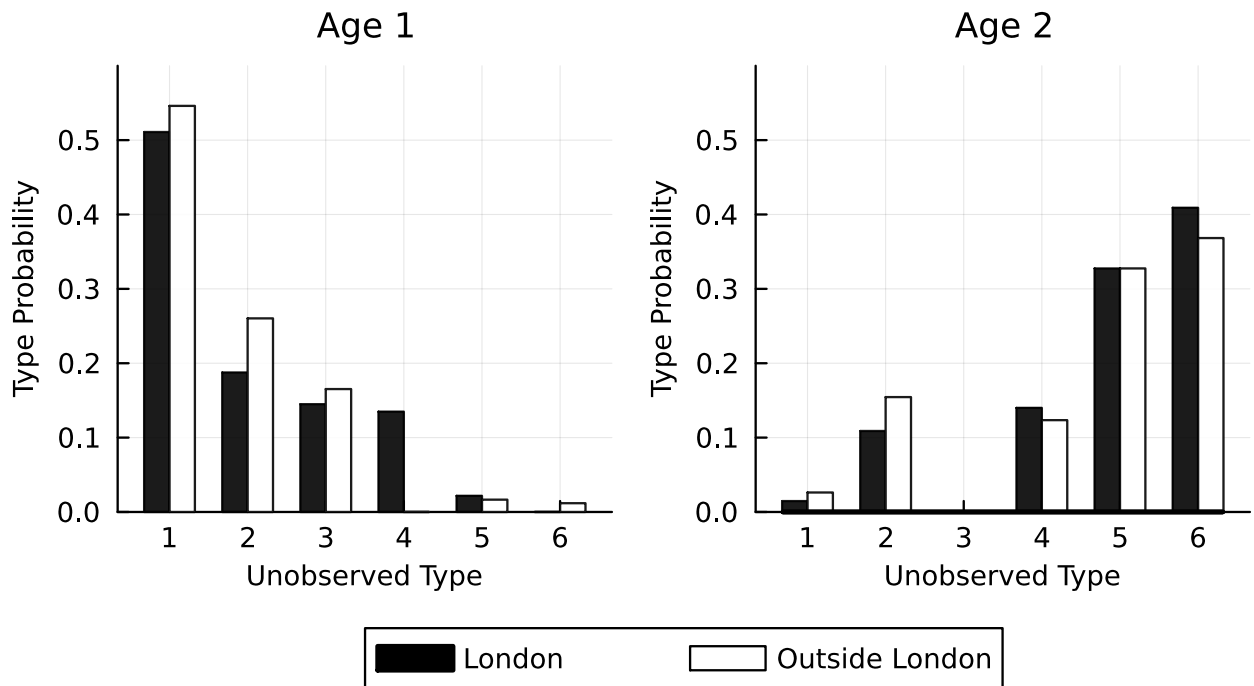 Age 1
Type Probability
0.5
0.4
0.3
0.2
0.1
0.0
1 2 3 4 5 6
Unobserved Type
Age 2
Type Probability
0.5
0.4
0.3
0.2
0.1
0.0
1 2 3 4 5 6
Unobserved Type
London
Outside London